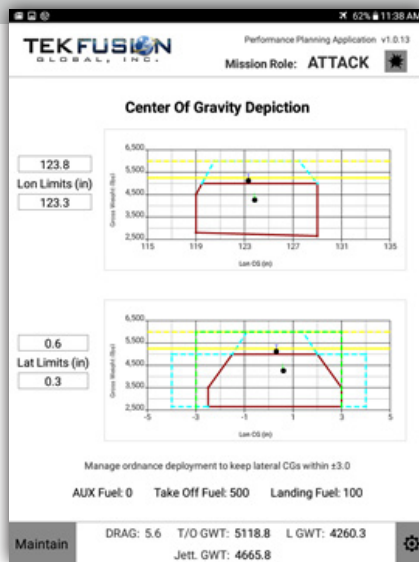 62% 11:38 AM
TEKFUSION
GLOBAL, INC.
Performance Planning Application v1.0.13
Mission Role: ATTACK
Center Of Gravity Depiction
123.8
Lon Limits (in)
123.3
Gross Weight (lbs)
6,500
5,500
4,500
3,500
2,500
115 119 123 127 131 135
Lon CG (in)
0.6
Lat Limits (in)
0.3
Gross Weight (lbs)
6,500
5,500
4,500
3,500
2,500
-5 -3 -1 1 3 5
Lon CG (in)
Manage ordnance deployment to keep lateral CGs within ±3.0
AUX Fuel: 0 Take Off Fuel: 500 Landing Fuel: 100
Maintain
DRAG: 5.6 T/O GWT: 5118.8 L GWT: 4260.3
Jett. GWT: 4665.8